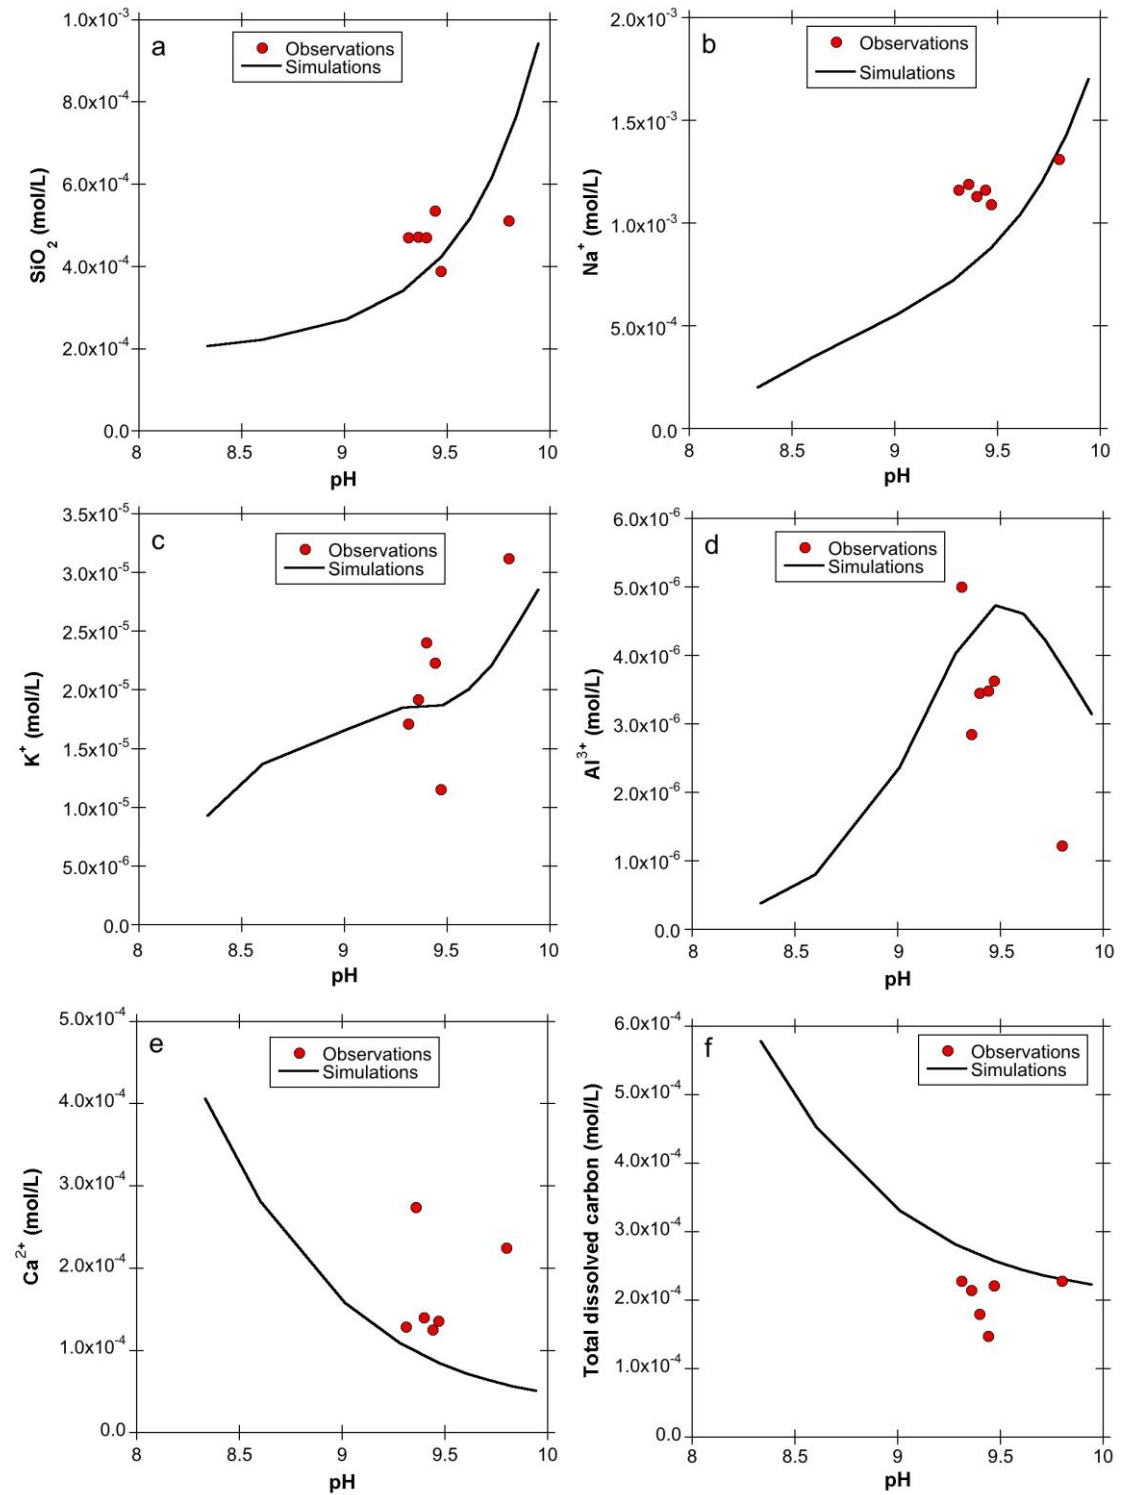 a
Observations
Simulations
1.0x10-3
8.0x10-4
6.0x10-4
4.0x10-4
2.0x10-4
0.0
SiO2 (mol/L)
8 8.5 9 9.5 10
pH
b
Observations
Simulations
2.0x10-3
1.5x10-3
1.0x10-3
5.0x10-4
0.0
Na+ (mol/L)
8 8.5 9 9.5 10
pH
c
Observations
Simulations
3.5x10-5
3.0x10-5
2.5x10-5
2.0x10-5
1.5x10-5
1.0x10-5
5.0x10-6
0.0
K+ (mol/L)
8 8.5 9 9.5 10
pH
d
Observations
Simulations
6.0x10-6
5.0x10-6
4.0x10-6
3.0x10-6
2.0x10-6
1.0x10-6
0.0
Al3+ (mol/L)
8 8.5 9 9.5 10
pH
e
Observations
Simulations
5.0x10-4
4.0x10-4
3.0x10-4
2.0x10-4
1.0x10-4
0.0
Ca2+ (mol/L)
8 8.5 9 9.5 10
pH
f
Observations
Simulations
6.0x10-4
5.0x10-4
4.0x10-4
3.0x10-4
2.0x10-4
1.0x10-4
0.0
Total dissolved carbon (mol/L)
8 8.5 9 9.5 10
pH